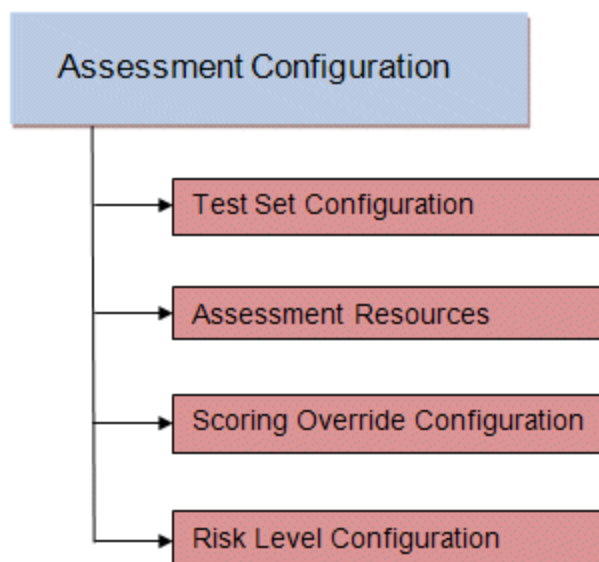 Assessment Configuration
Test Set Configuration
Assessment Resources
Scoring Override Configuration
Risk Level Configuration